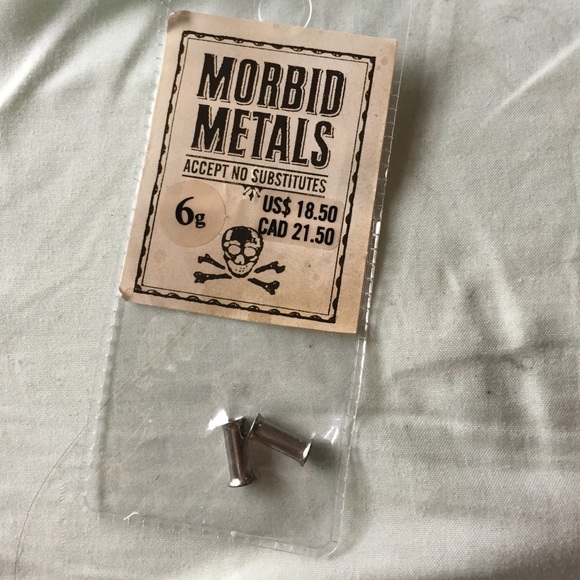 MORBID
METALS
ACCEPT NO SUBSTITUTES
6g
US$ 18.50
CAD 21.50